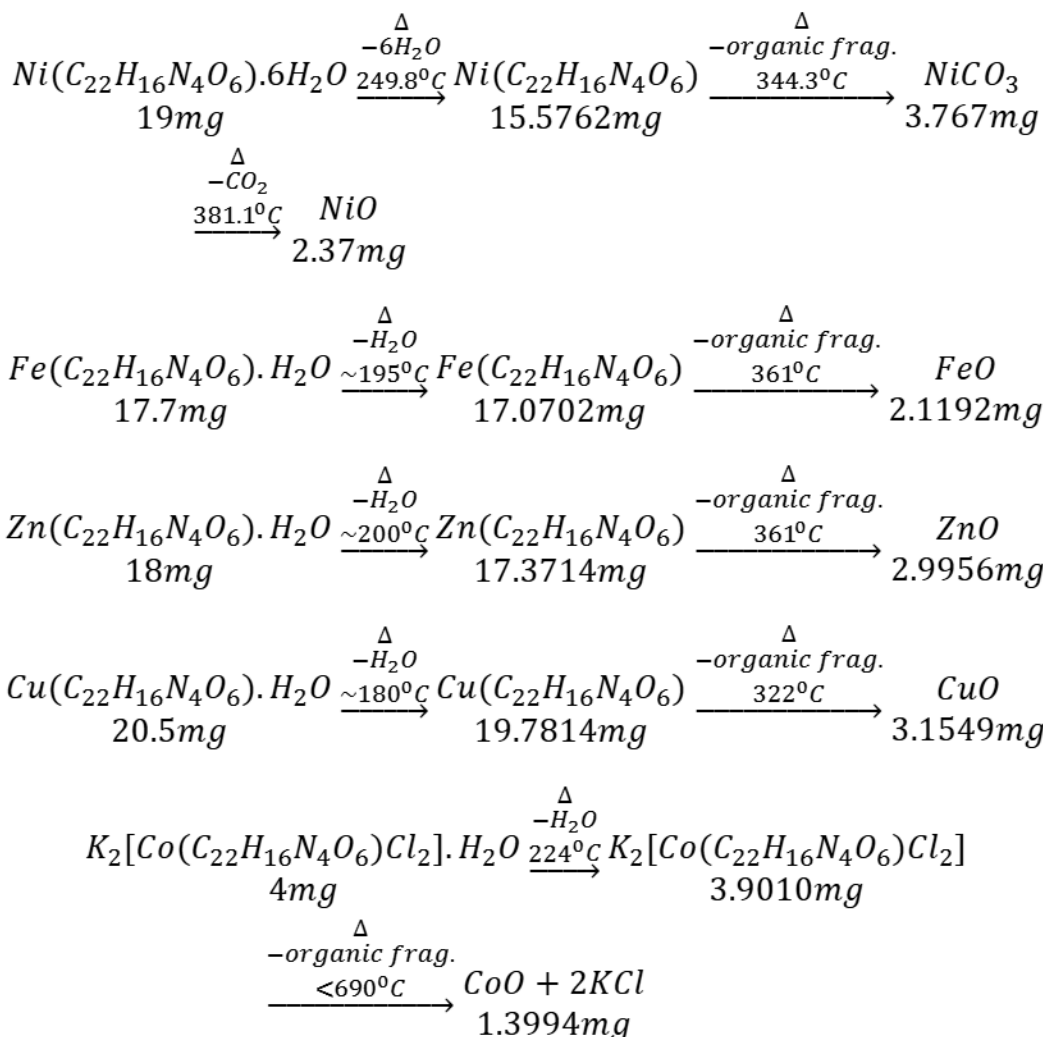 Δ
−6H₂O
Ni(C₂₂H₁₆N₄O₆).6H₂O 249.8⁰C Ni(C₂₂H₁₆N₄O₆)
19mg 15.5762mg
Δ
−organic frag.
344.3⁰C NiCO₃
3.767mg
Δ
−CO₂
381.1⁰C NiO
2.37mg
Δ
−H₂O
Fe(C₂₂H₁₆N₄O₆).H₂O ~195⁰C Fe(C₂₂H₁₆N₄O₆)
17.7mg 17.0702mg
Δ
−organic frag.
361⁰C FeO
2.1192mg
Δ
−H₂O
Zn(C₂₂H₁₆N₄O₆).H₂O ~200⁰C Zn(C₂₂H₁₆N₄O₆)
18mg 17.3714mg
Δ
−organic frag.
361⁰C ZnO
2.9956mg
Δ
−H₂O
Cu(C₂₂H₁₆N₄O₆).H₂O ~180⁰C Cu(C₂₂H₁₆N₄O₆)
20.5mg 19.7814mg
Δ
−organic frag.
322⁰C CuO
3.1549mg
Δ
−H₂O
K₂[Co(C₂₂H₁₆N₄O₆)Cl₂].H₂O 224⁰C K₂[Co(C₂₂H₁₆N₄O₆)Cl₂]
4mg 3.9010mg
Δ
−organic frag.
<690⁰C CoO + 2KCl
1.3994mg